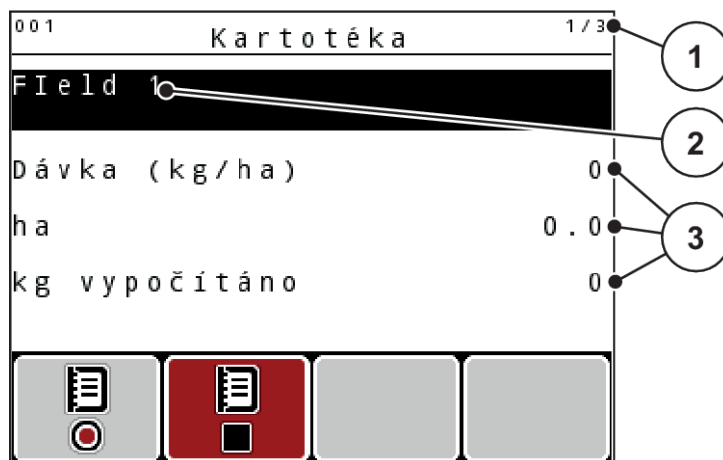 001 Kartotéka 1/3
FIeld 1
Dávka (kg/ha) 0
ha 0.0
kg vypočítáno 0
1
2
3